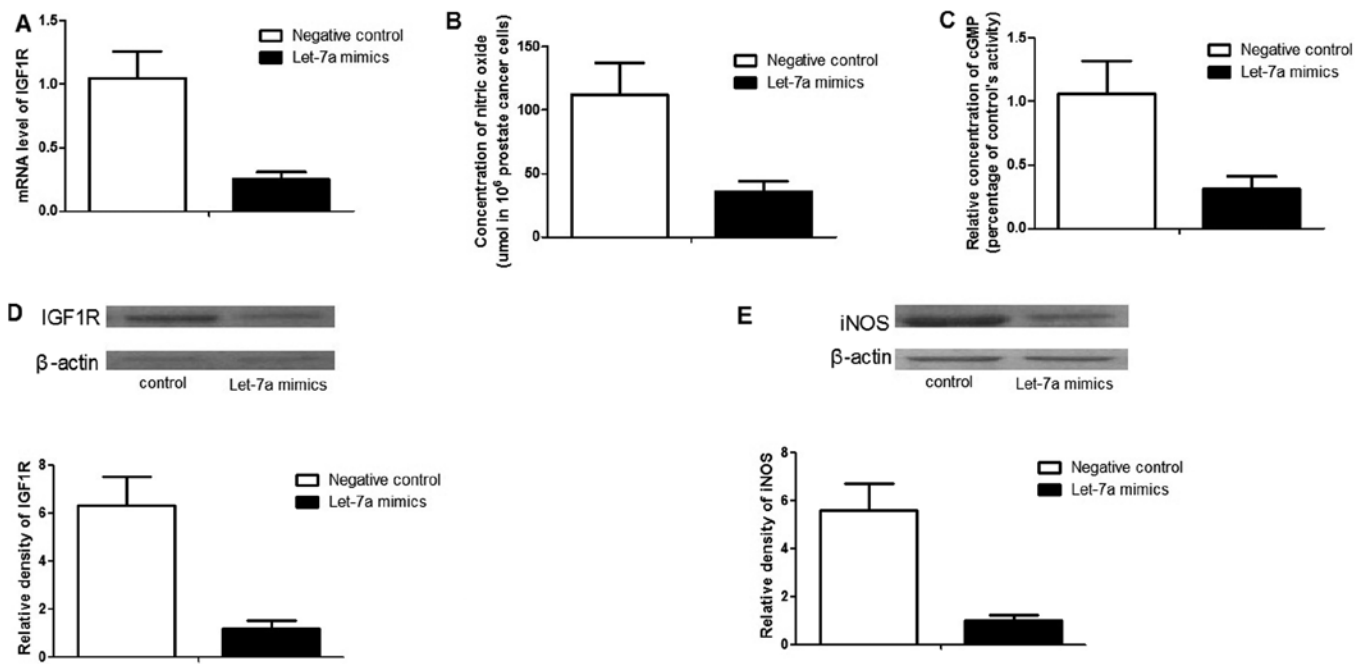 A
mRNA level of IGF1R
1.5
1.0
0.5
0.0
Negative control
Let-7a mimics
B
Concentration of nitric oxide
(umol in 10⁶ prostate cancer cells)
150
100
50
0
Negative control
Let-7a mimics
C
Relative concentration of cGMP
(percentage of control's activity)
1.5
1.0
0.5
0.0
Negative control
Let-7a mimics
D
IGF1R
β-actin
control Let-7a mimics
Relative density of IGF1R
8
6
4
2
0
Negative control
Let-7a mimics
E
iNOS
β-actin
control Let-7a mimics
Relative density of iNOS
8
6
4
2
0
Negative control
Let-7a mimics